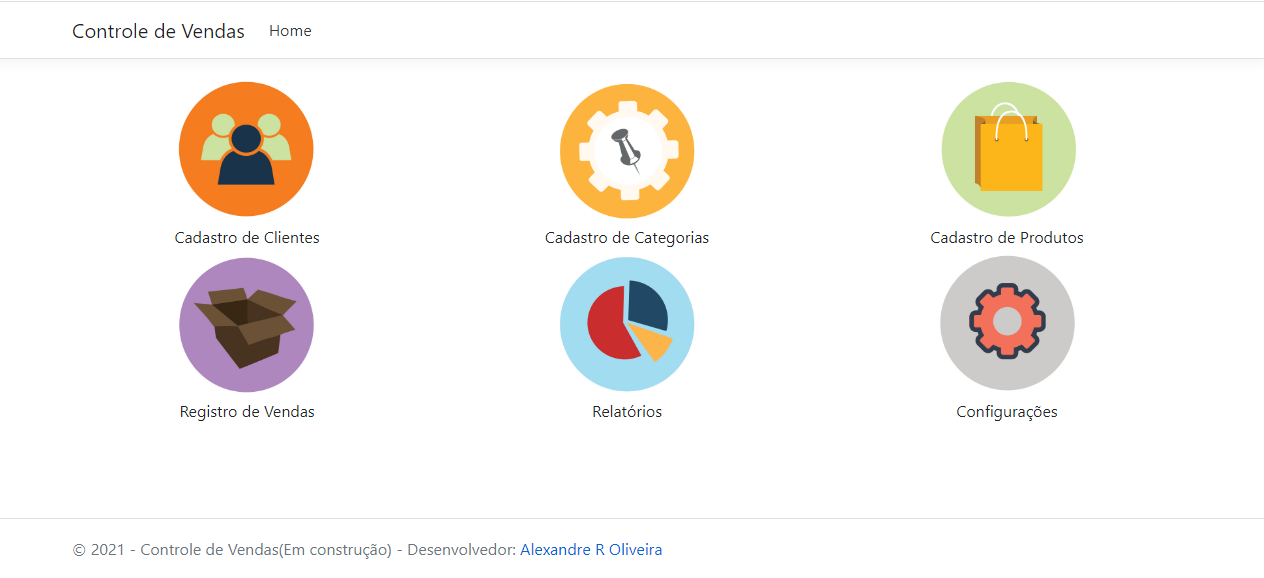 Controle de Vendas Home
Cadastro de Clientes Cadastro de Categorias Cadastro de Produtos
Registro de Vendas Relatórios Configurações
© 2021 - Controle de Vendas(Em construção) - Desenvolvedor: Alexandre R Oliveira